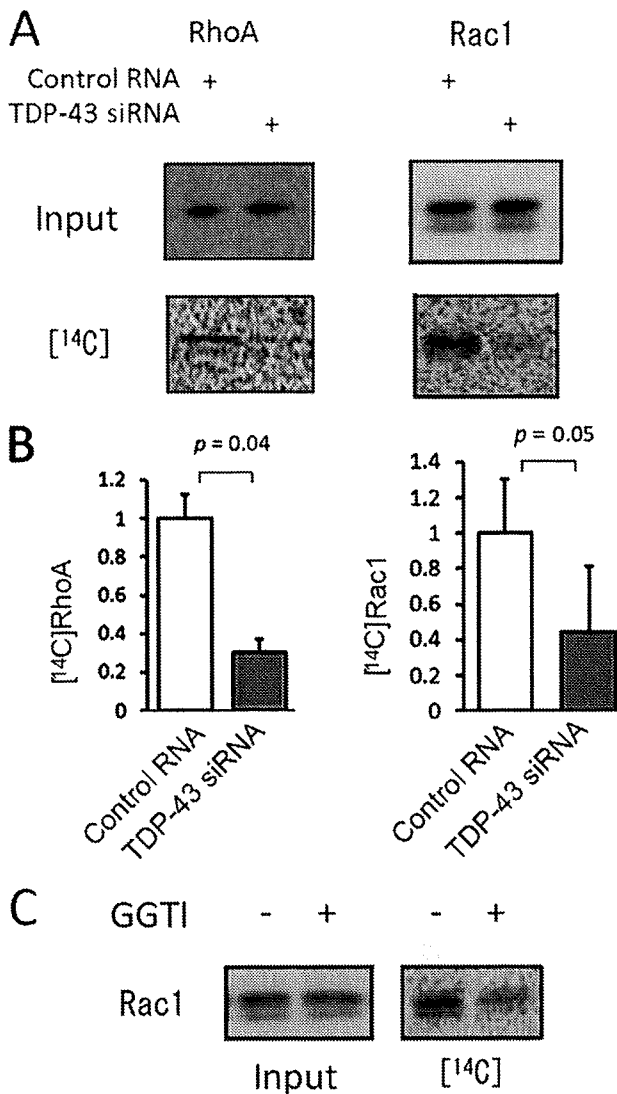 A
RhoA Rac1
Control RNA + +
TDP-43 siRNA + +
Input
[¹⁴C]
B
p = 0.04
p = 0.05
1.2
1
0.8
0.6
0.4
0.2
0
[¹⁴C]RhoA
Control RNA
TDP-43 siRNA
1.4
1.2
1
0.8
0.6
0.4
0.2
0
[¹⁴C]Rac1
Control RNA
TDP-43 siRNA
C
GGTI - + - +
Rac1
Input [¹⁴C]